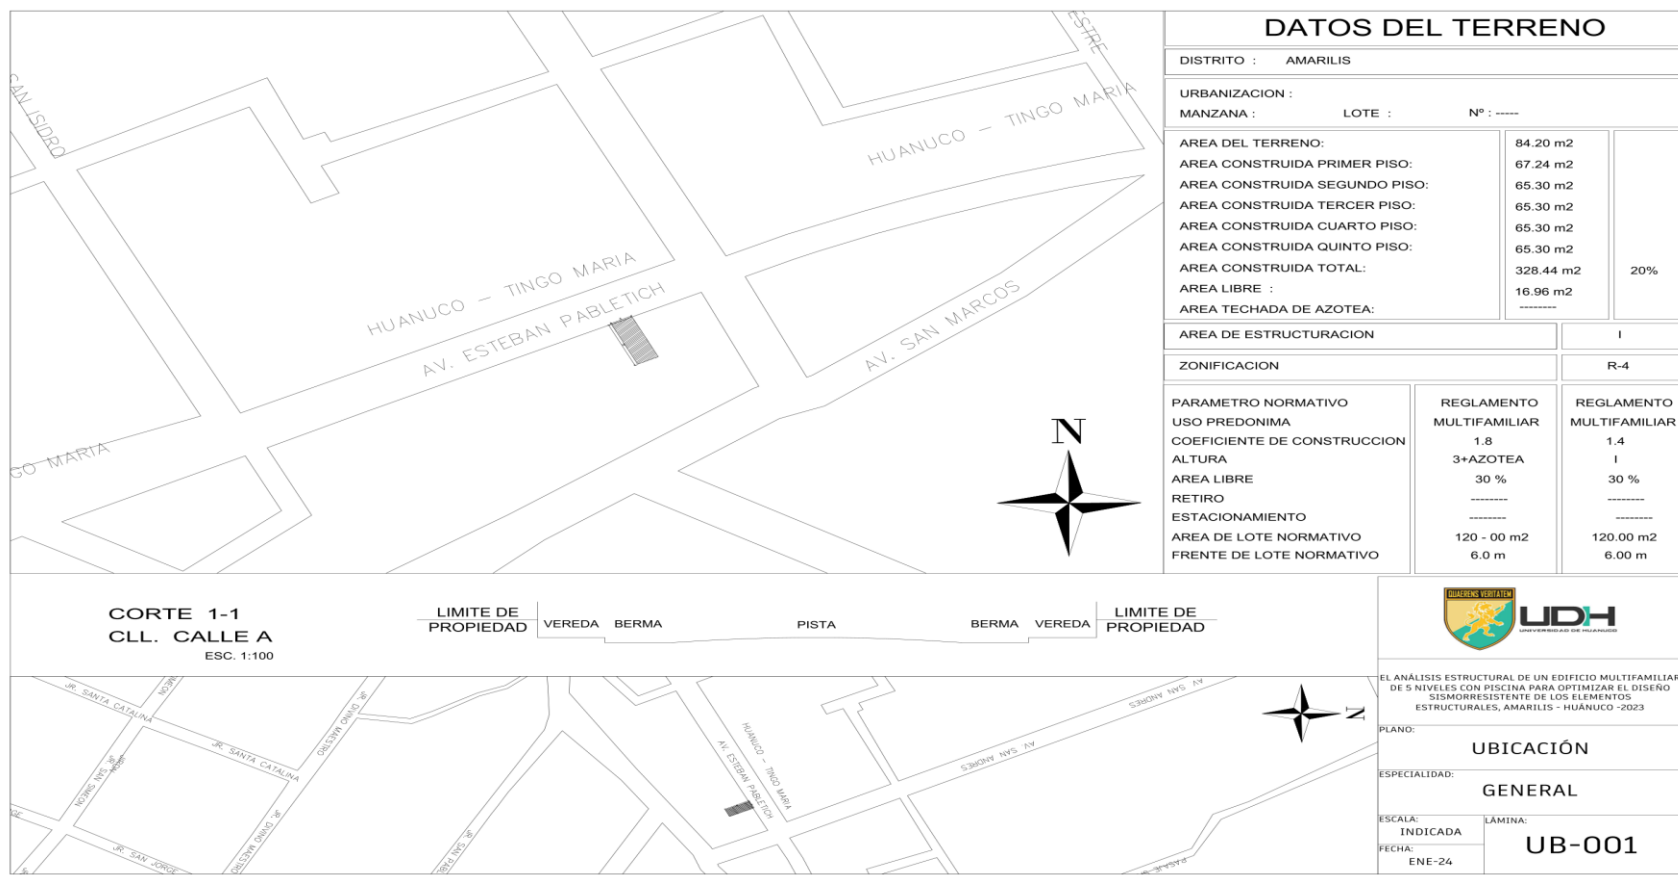 SAN ISIDRO
HUANUCO - TINGO MARIA
HUANUCO - TINGO MARIA
AV. ESTEBAN PABLETICH
AV. SAN MARCOS
GO MARIA
ESTRE
N
DATOS DEL TERRENO
DISTRITO : AMARILIS
URBANIZACION :
MANZANA : LOTE : Nº : -----
AREA DEL TERRENO: 84.20 m2
AREA CONSTRUIDA PRIMER PISO: 67.24 m2
AREA CONSTRUIDA SEGUNDO PISO: 65.30 m2
AREA CONSTRUIDA TERCER PISO: 65.30 m2
AREA CONSTRUIDA CUARTO PISO: 65.30 m2
AREA CONSTRUIDA QUINTO PISO: 65.30 m2
AREA CONSTRUIDA TOTAL: 328.44 m2 20%
AREA LIBRE : 16.96 m2
AREA TECHADA DE AZOTEA: --------
AREA DE ESTRUCTURACION I
ZONIFICACION R-4
PARAMETRO NORMATIVO REGLAMENTO REGLAMENTO
USO PREDONIMA MULTIFAMILIAR MULTIFAMILIAR
COEFICIENTE DE CONSTRUCCION 1.8 1.4
ALTURA 3+AZOTEA I
AREA LIBRE 30 % 30 %
RETIRO -------- --------
ESTACIONAMIENTO -------- --------
AREA DE LOTE NORMATIVO 120 - 00 m2 120.00 m2
FRENTE DE LOTE NORMATIVO 6.0 m 6.00 m
CORTE 1-1
CLL. CALLE A
ESC. 1:100
LIMITE DE
PROPIEDAD
VEREDA BERMA PISTA BERMA VEREDA
LIMITE DE
PROPIEDAD
JR. SANTA CATALINA
SIMEON
JR. DIVINO MAESTRO
JR. SANTA CATALINA
JR. SAN SIMEON
JR. SAN JORGE
JR. DIVINO MAESTRO
JR. SAN PABL
HUANUCO - TINGO MARIA
AV. ESTEBAN PABLETICH
AV SAN ANDRES
AV SAN ANDRES
PASAJE
N
QUAERENS VERITATEM
UDH
UNIVERSIDAD DE HUANUCO
EL ANÁLISIS ESTRUCTURAL DE UN EDIFICIO MULTIFAMILIAR
DE 5 NIVELES CON PISCINA PARA OPTIMIZAR EL DISEÑO
SISMORRESISTENTE DE LOS ELEMENTOS
ESTRUCTURALES, AMARILIS - HUÁNUCO -2023
PLANO:
UBICACIÓN
ESPECIALIDAD:
GENERAL
ESCALA:
INDICADA
FECHA:
ENE-24
LÁMINA:
UB-001